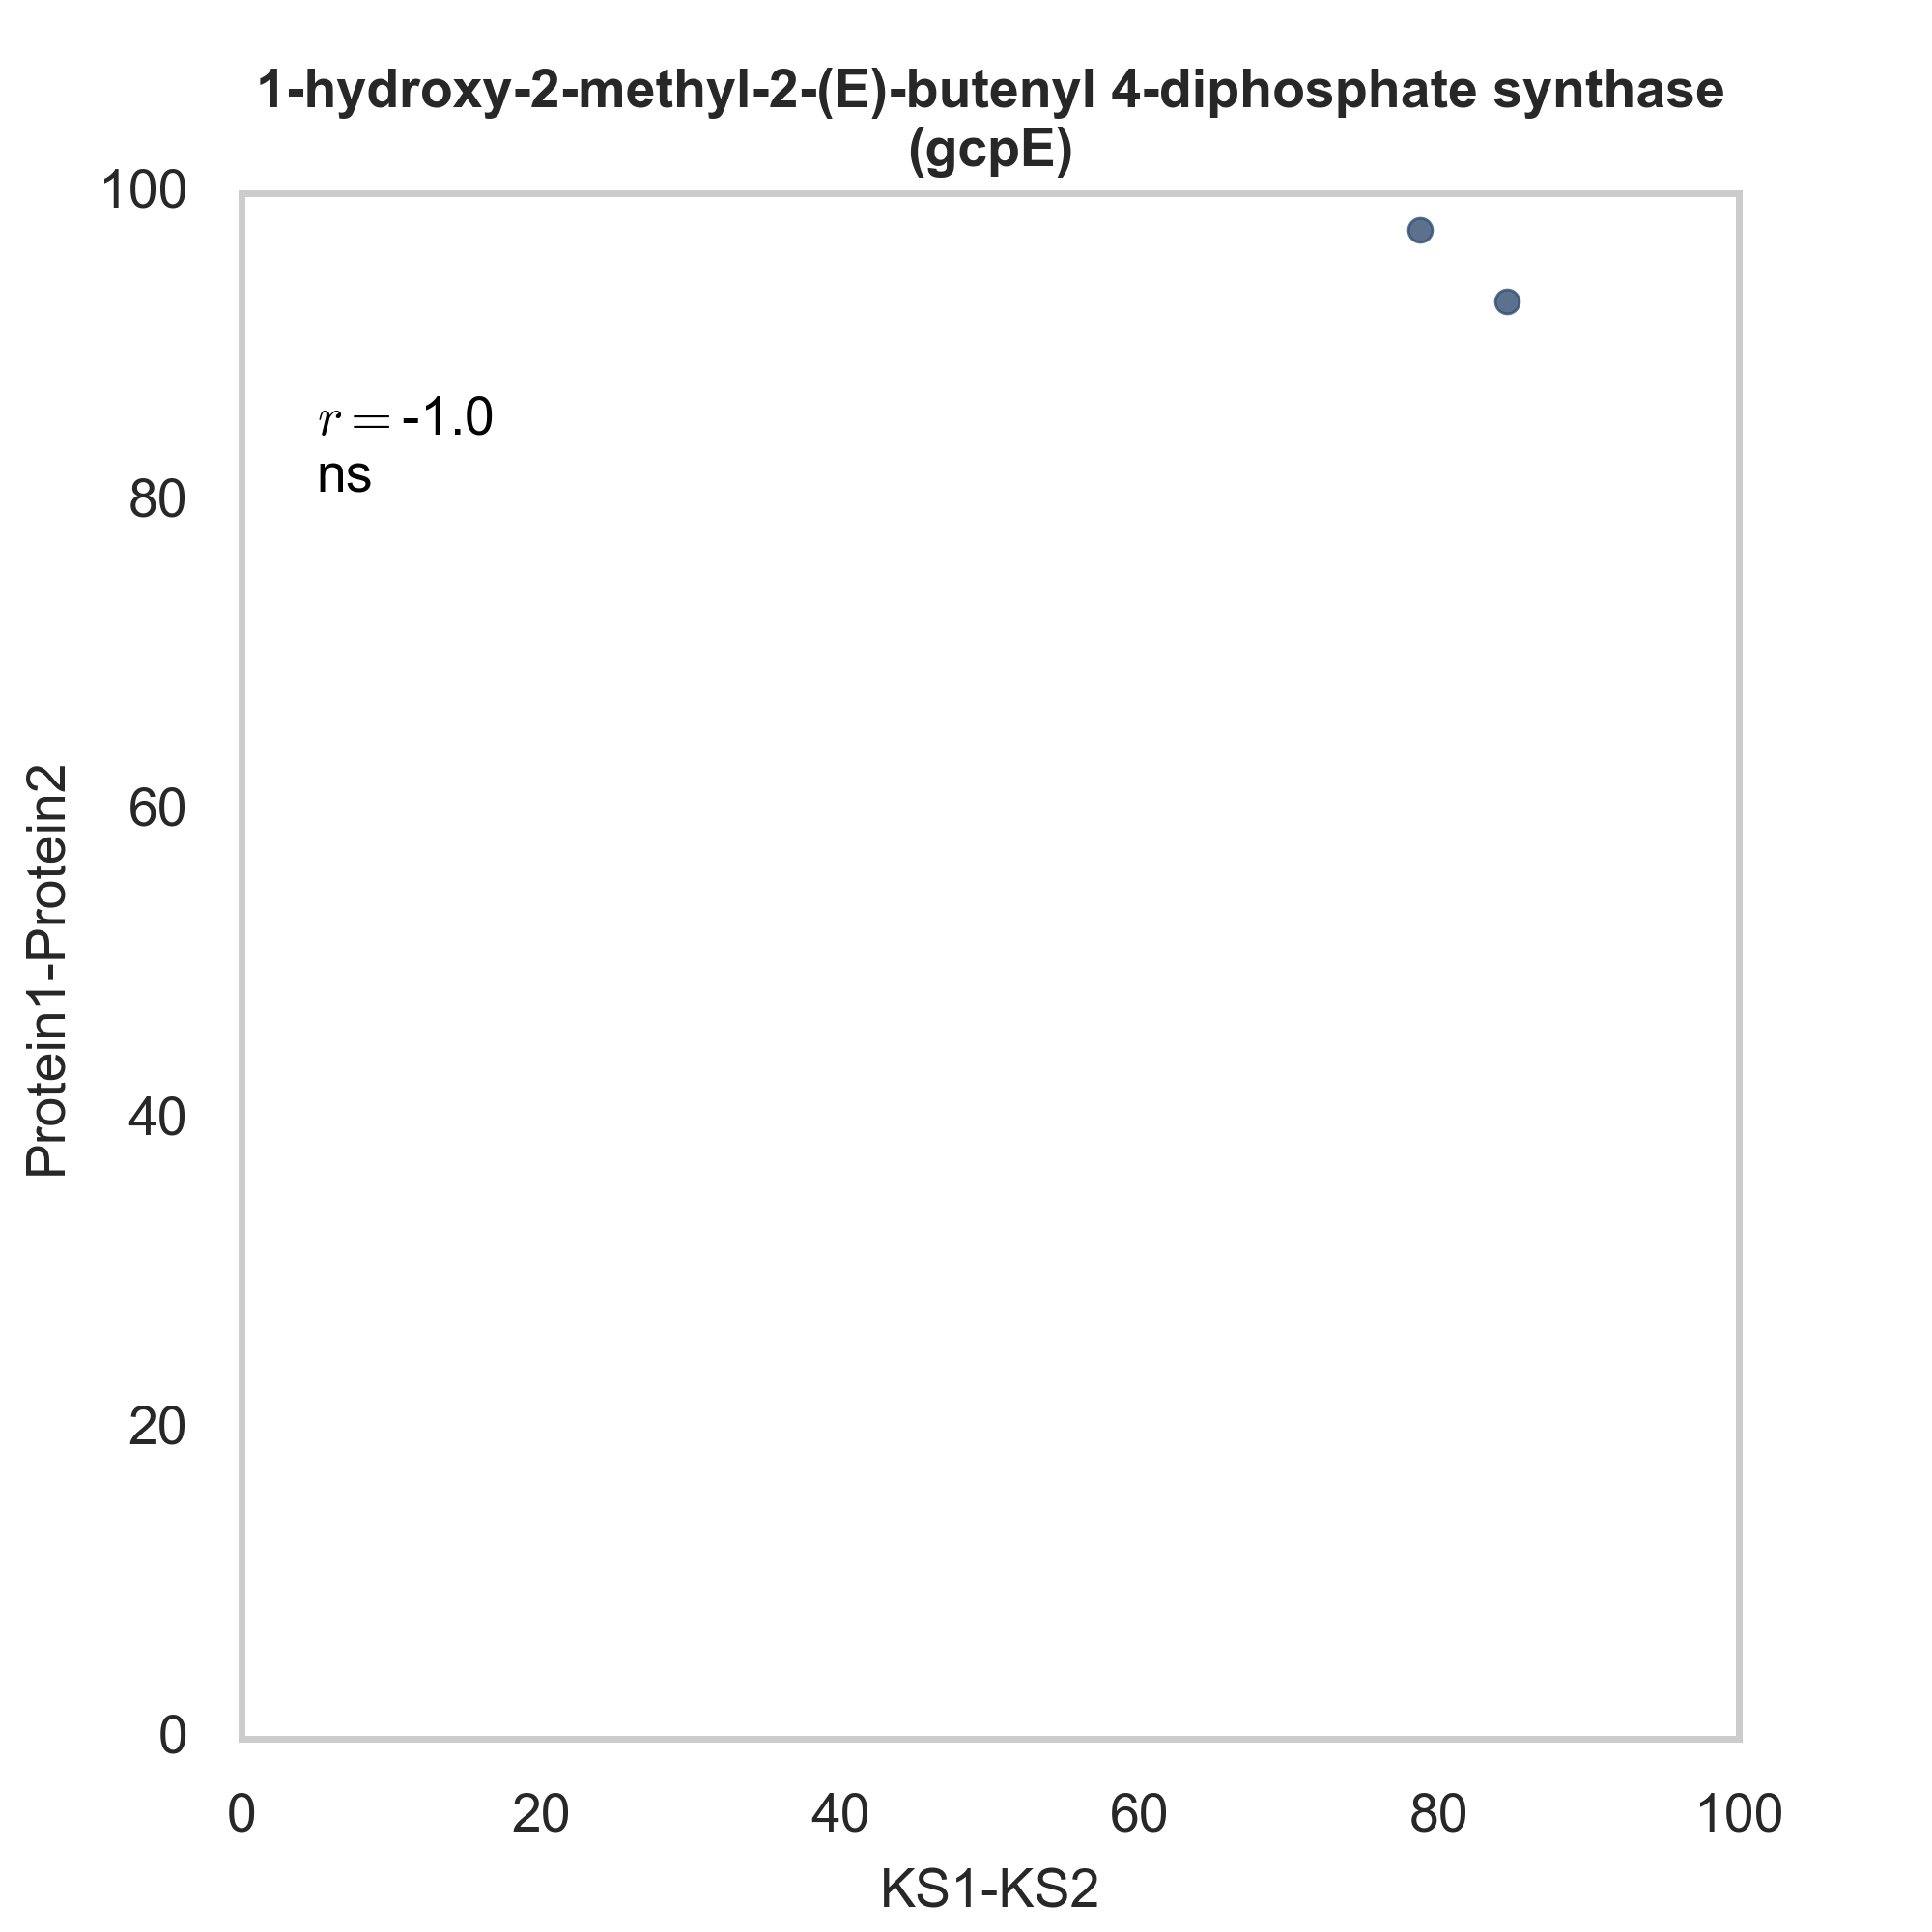 1-hydroxy-2-methyl-2-(E)-butenyl 4-diphosphate synthase
(gcpE)
100
80
60
40
20
0
r = -1.0
ns
Protein1-Protein2
0 20 40 60 80 100
KS1-KS2